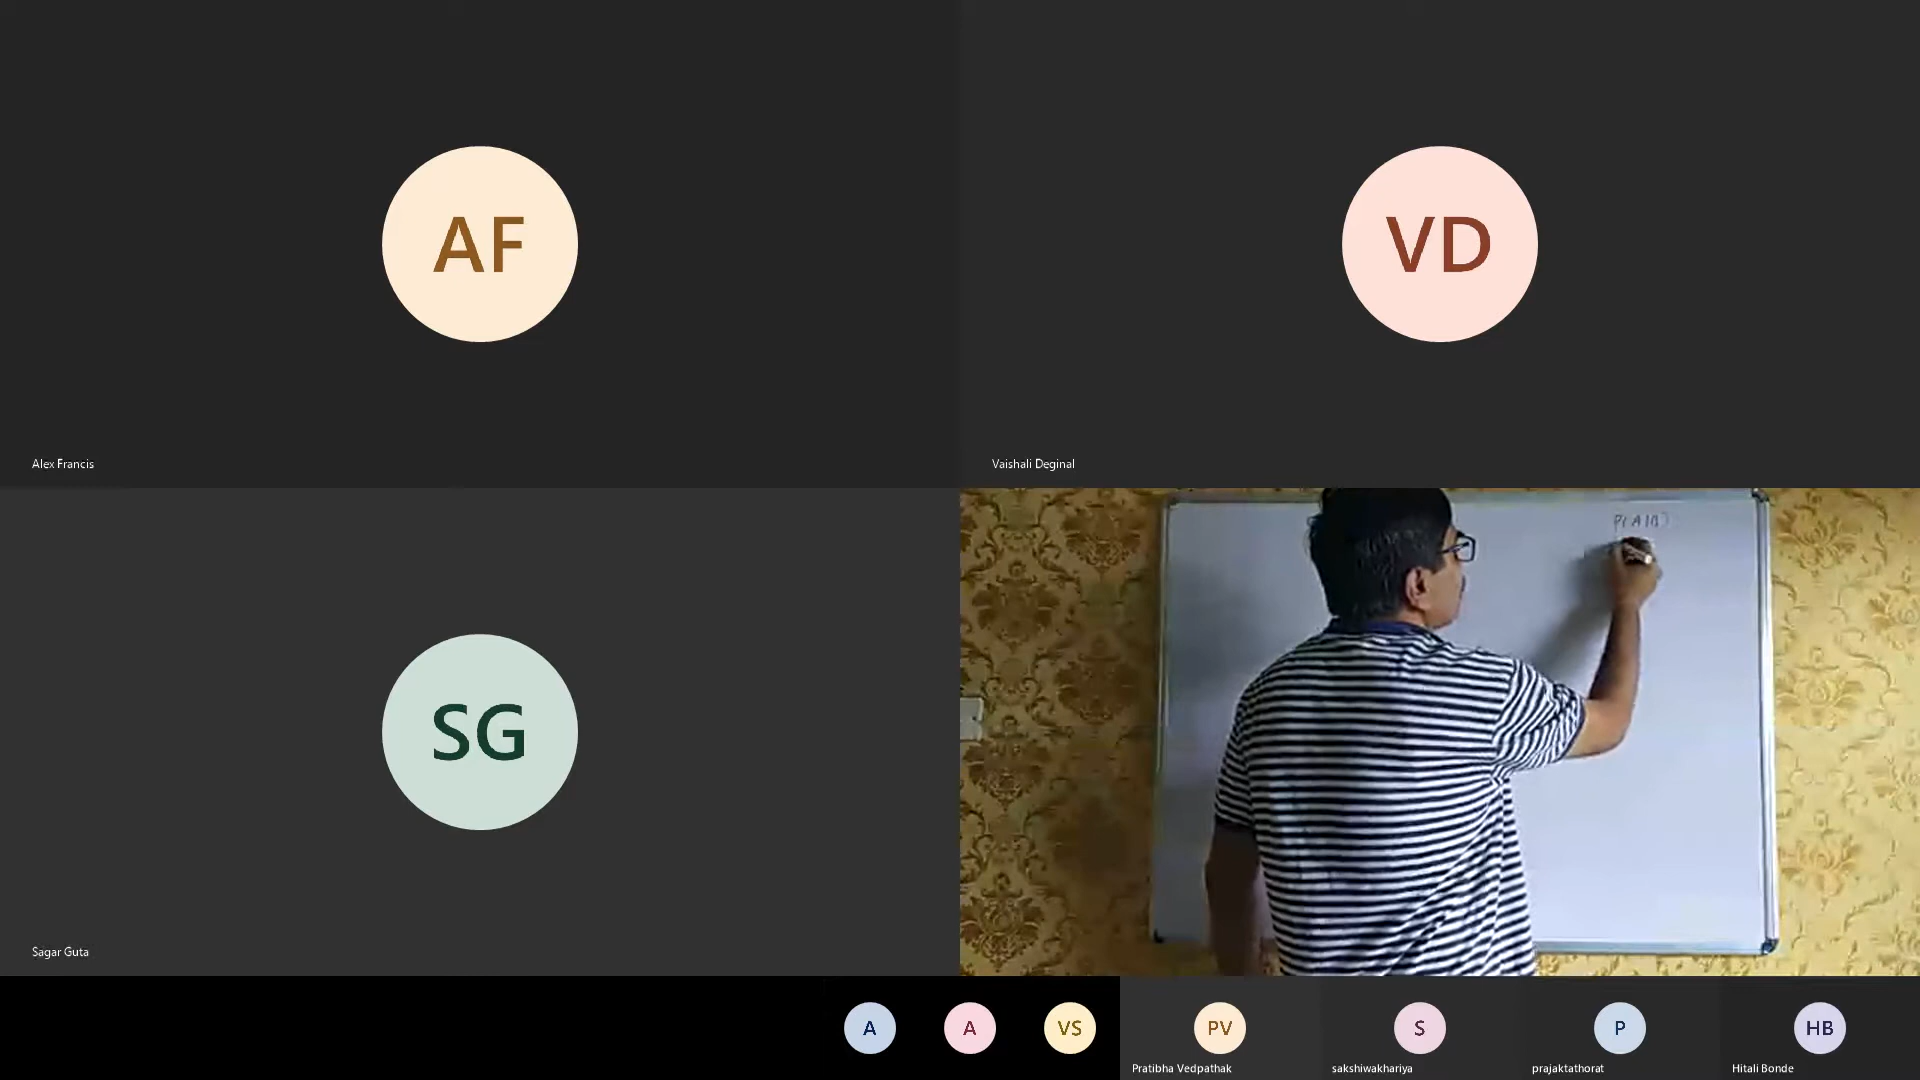 AF
VD
Alex Francis
Vaishali Deginal
SG
Sagar Guta
A
A
VS
PV
S
P
HB
Pratibha Vedpathak
sakshiwakhariya
prajaktathorat
Hitali Bonde